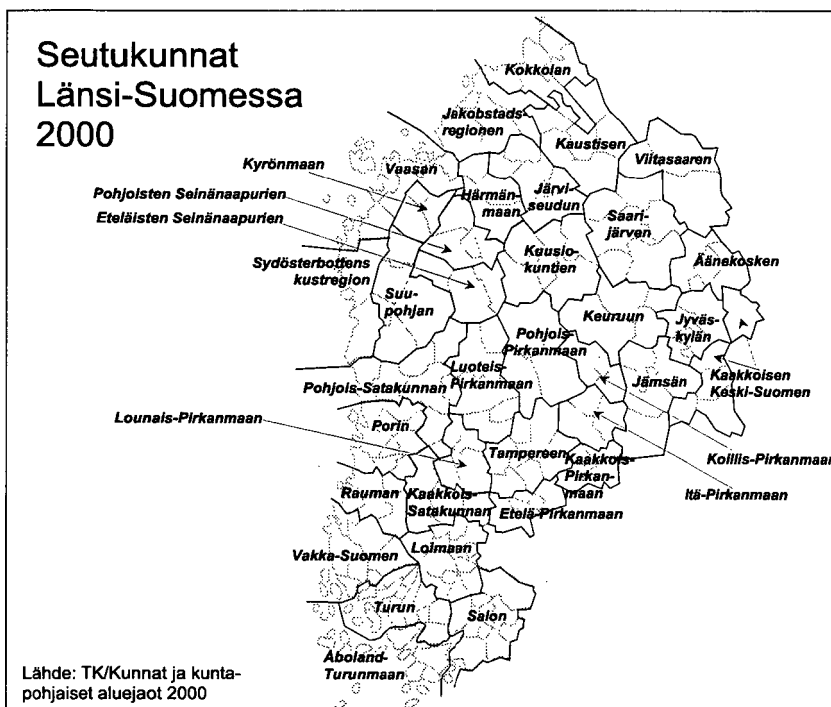 Seutukunnat
Länsi-Suomessa
2000
Kokkolan
Jakobstads-
regionen
Kaustisen
Viitasaaren
Kyrönmaan
Vaasan
Pohjoisten Seinänaapurien
Härmän-
maan
Järvi-
seudun
Eteläisten Seinänaapurien
Saari-
järven
Kuusio-
kuntien
Sydösterbottens
kustregion
Äänekosken
Suu-
pohjan
Keuruun
Jyväs-
kylän
Pohjois-
Pirkanmaan
Luoteis-
Pirkanmaan
Pohjois-Satakunnan
Jämsän
Kaakkoisen
Keski-Suomen
Lounais-Pirkanmaan
Porin
Tampereen
Kaakkois-
Pirkan-
maan
Koillis-Pirkanmaan
Itä-Pirkanmaan
Rauman
Kaakkois-
Satakunnan
Etelä-Pirkanmaan
Vakka-Suomen
Loimaan
Turun
Salon
Åboland-
Turunmaan
Lähde: TK/Kunnat ja kunta-
pohjaiset aluejaot 2000